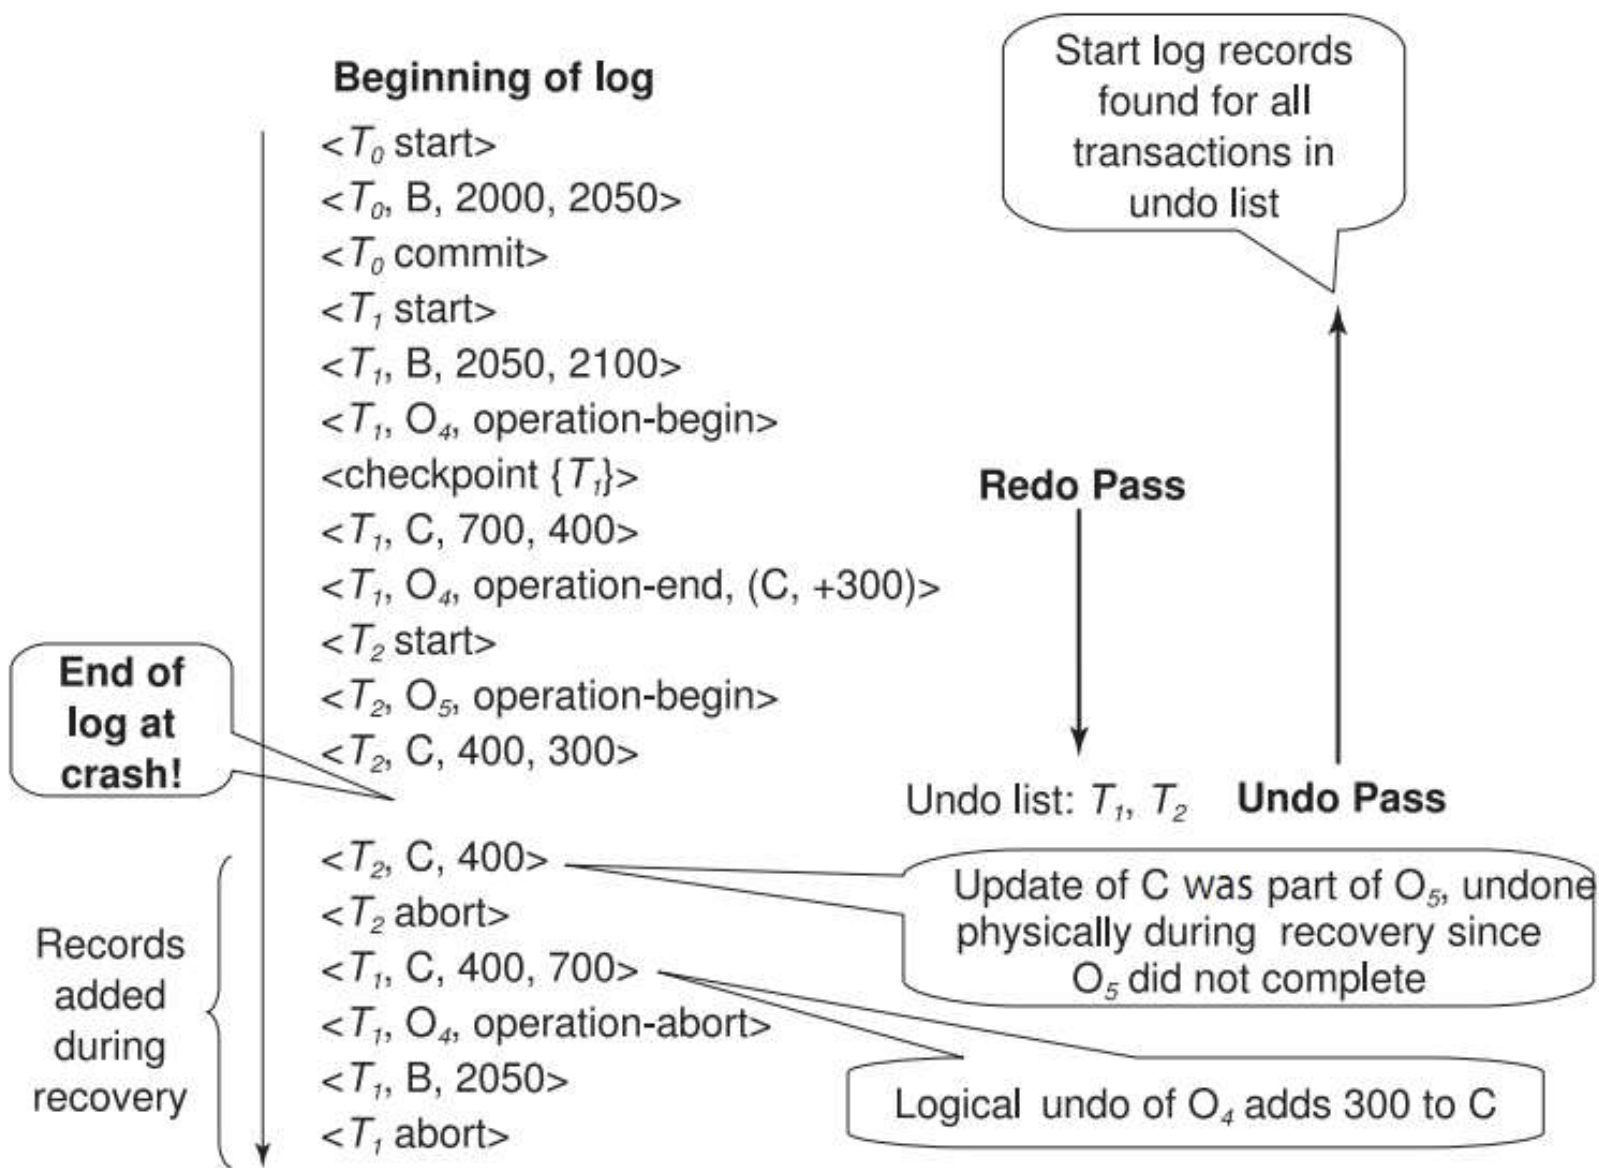 Beginning of log
<T₀ start>
<T₀, B, 2000, 2050>
<T₀ commit>
<T₁ start>
<T₁, B, 2050, 2100>
<T₁, O₄, operation-begin>
<checkpoint {T₁}>
<T₁, C, 700, 400>
<T₁, O₄, operation-end, (C, +300)>
<T₂ start>
<T₂, O₅, operation-begin>
<T₂, C, 400, 300>
End of
log at
crash!
Start log records
found for all
transactions in
undo list
Redo Pass
Undo list: T₁, T₂
Undo Pass
Records
added
during
recovery
<T₂, C, 400>
<T₂ abort>
<T₁, C, 400, 700>
<T₁, O₄, operation-abort>
<T₁, B, 2050>
<T₁ abort>
Update of C was part of O₅, undone
physically during recovery since
O₅ did not complete
Logical undo of O₄ adds 300 to C